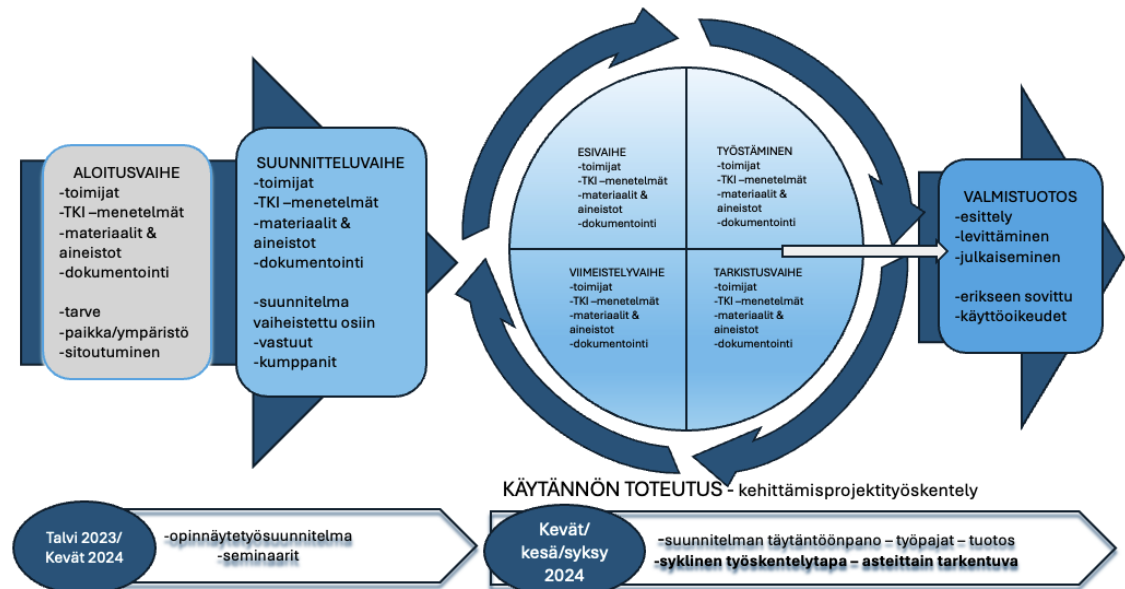 ALOITUSVAIHE
-toimijat
-TKI –menetelmät
-materiaalit &
aineistot
-dokumentointi
-tarve
-paikka/ympäristö
-sitoutuminen
SUUNNITTELUVAIHE
-toimijat
-TKI –menetelmät
-materiaalit &
aineistot
-dokumentointi
-suunnitelma
vaiheistettu osiin
-vastuut
-kumppanit
ESIVAIHE
-toimijat
-TKI –menetelmät
-materiaalit &
aineistot
-dokumentointi
TYÖSTÄMINEN
-toimijat
-TKI –menetelmät
-materiaalit &
aineistot
-dokumentointi
VIIMEISTELYVAIHE
-toimijat
-TKI –menetelmät
-materiaalit &
aineistot
-dokumentointi
TARKISTUSVAIHE
-toimijat
-TKI –menetelmät
-materiaalit &
aineistot
-dokumentointi
VALMISTUOTOS
-esittely
-levittäminen
-julkaiseminen
-erikseen sovittu
-käyttöoikeudet
KÄYTÄNNÖN TOTEUTUS - kehittämisprojektityöskentely
Talvi 2023/
Kevät 2024
-opinnäytetyösuunnitelma
-seminaarit
Kevät/
kesä/syksy
2024
-suunnitelman täytäntöönpano – työpajat – tuotos
-syklinen työskentelytapa – asteittain tarkentuva